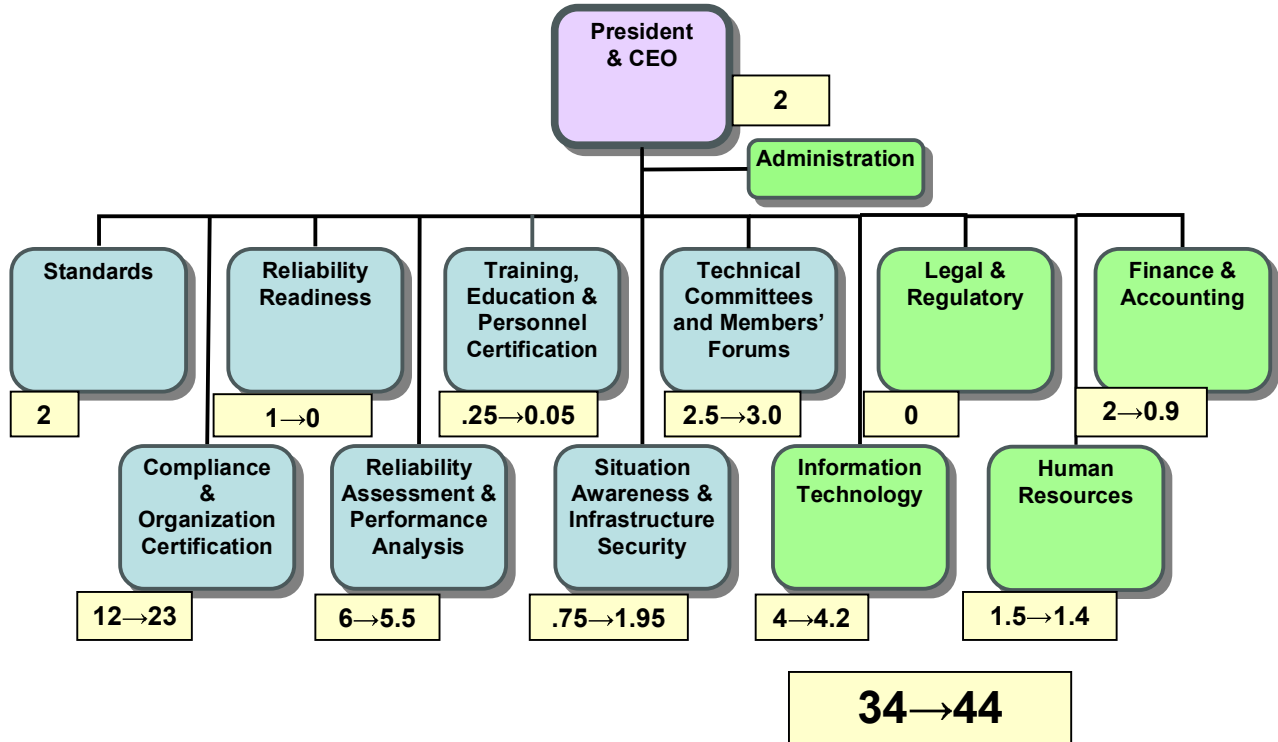 President
& CEO
2
Administration
Standards
2
Reliability
Readiness
1→0
Training,
Education &
Personnel
Certification
.25→0.05
Technical
Committees
and Members’
Forums
2.5→3.0
Legal &
Regulatory
0
Finance &
Accounting
2→0.9
Compliance
&
Organization
Certification
12→23
Reliability
Assessment &
Performance
Analysis
6→5.5
Situation
Awareness &
Infrastructure
Security
.75→1.95
Information
Technology
4→4.2
Human
Resources
1.5→1.4
34→44